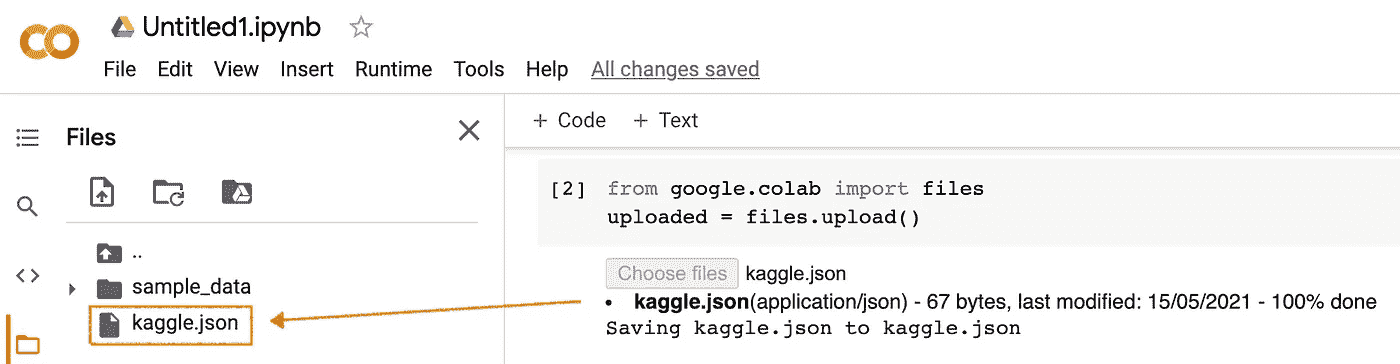 Untitled1.ipynb
File Edit View Insert Runtime Tools Help All changes saved
Files
+ Code + Text
[2] from google.colab import files
uploaded = files.upload()
..
sample_data
kaggle.json
Choose files kaggle.json
kaggle.json(application/json) - 67 bytes, last modified: 15/05/2021 - 100% done
Saving kaggle.json to kaggle.json